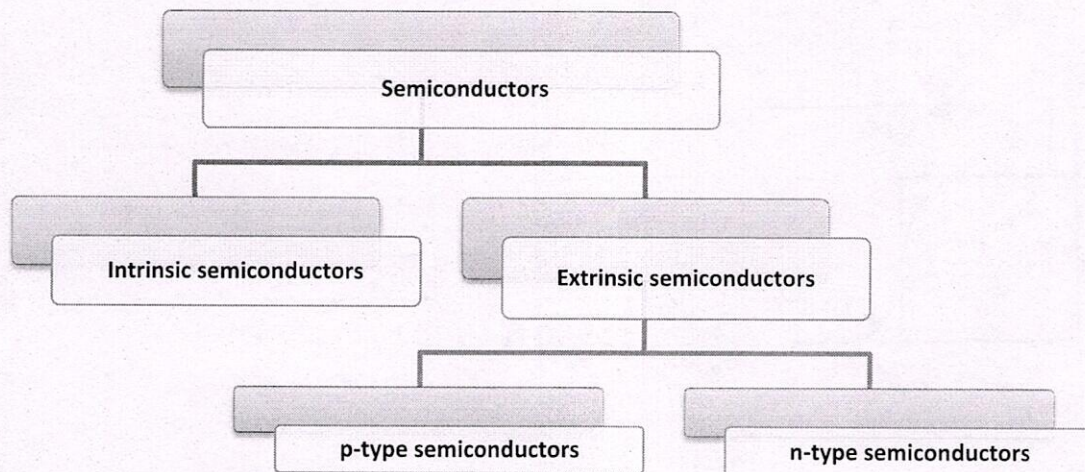 Semiconductors
Intrinsic semiconductors
Extrinsic semiconductors
p-type semiconductors
n-type semiconductors